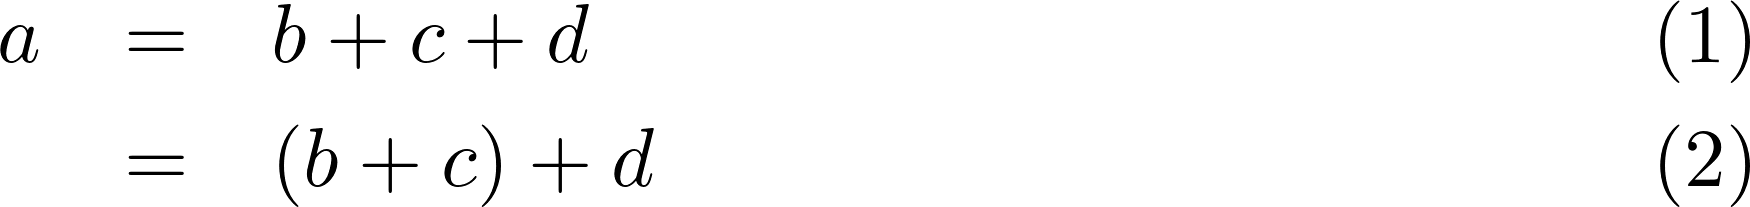 a = b + c + d (1)
= (b + c) + d (2)